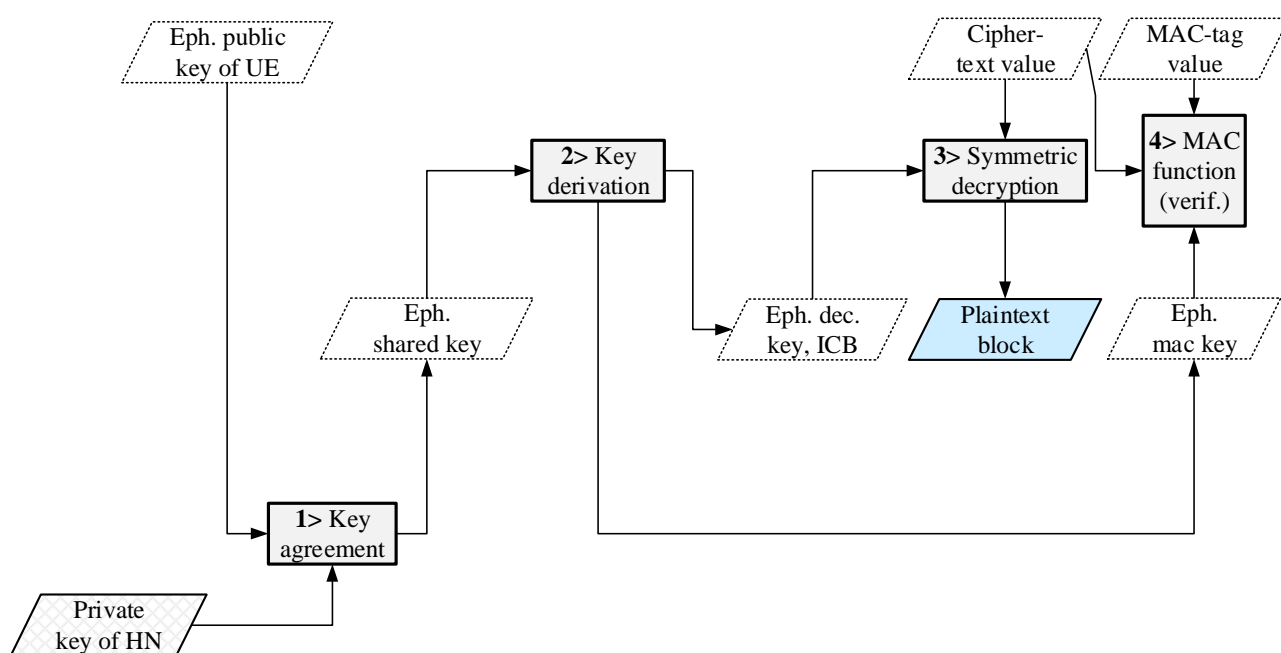 Eph. public
key of UE
Cipher-
text value
MAC-tag
value
2> Key
derivation
3> Symmetric
decryption
4> MAC
function
(verif.)
Eph.
shared key
Eph. dec.
key, ICB
Plaintext
block
Eph.
mac key
1> Key
agreement
Private
key of HN